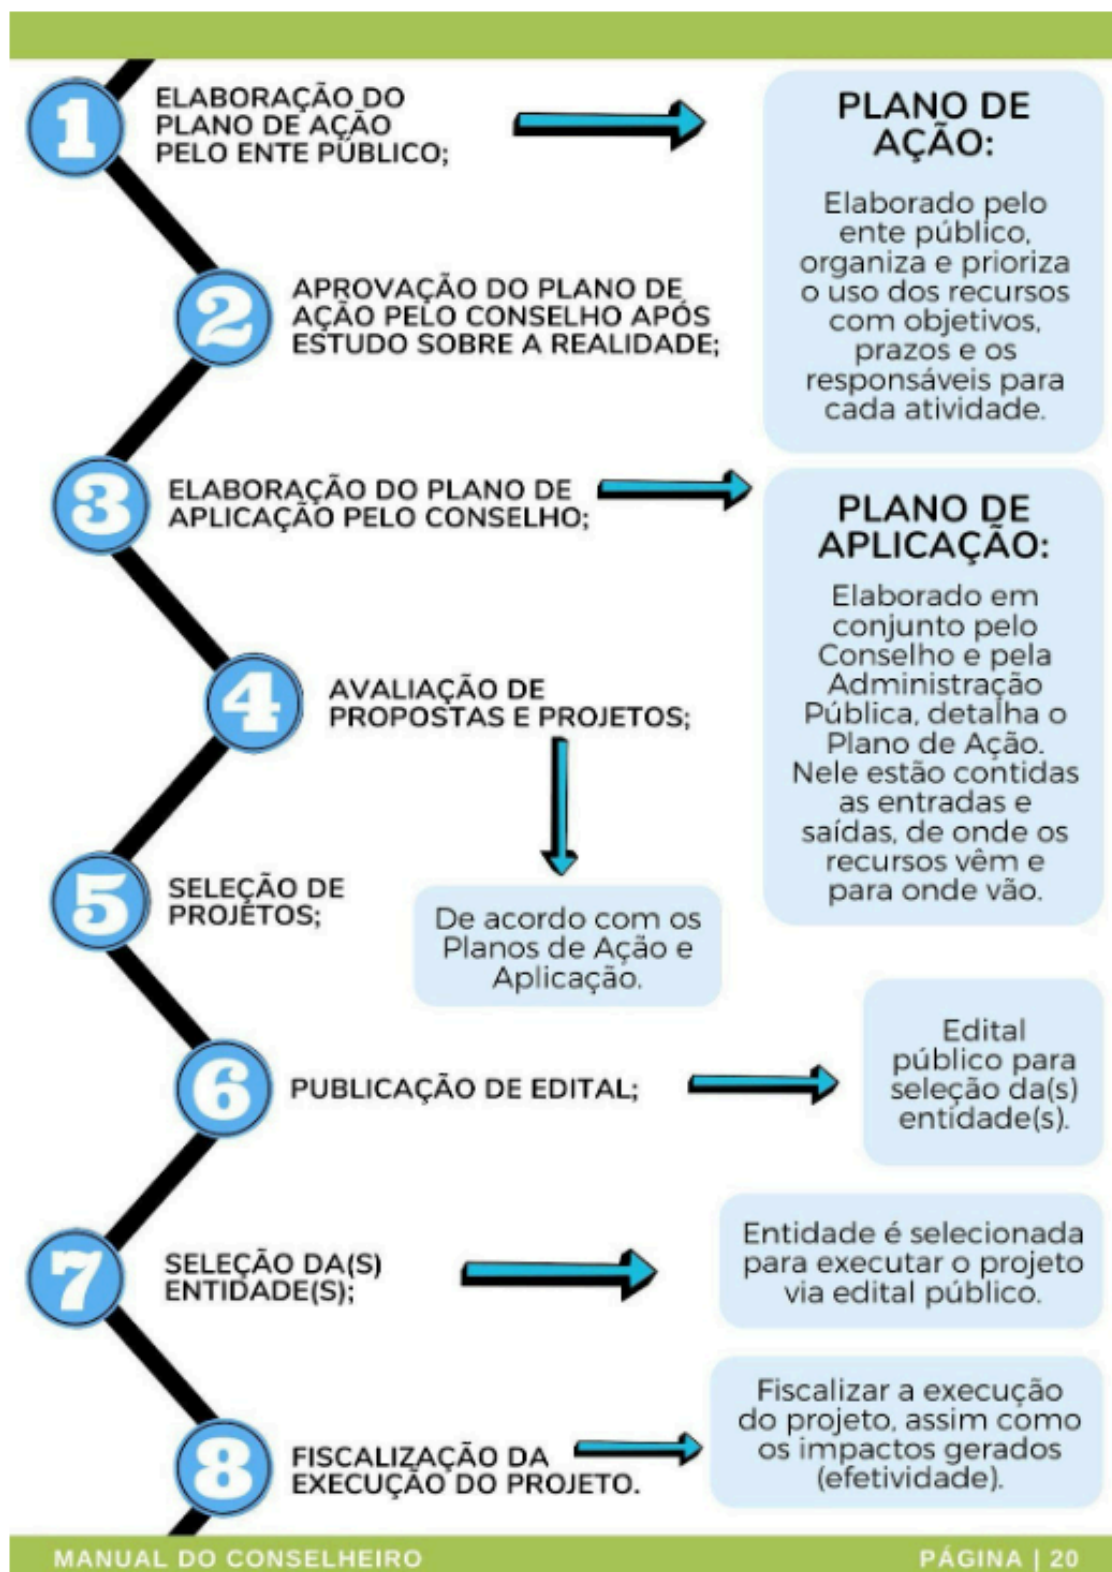 1
ELABORAÇÃO DO
PLANO DE AÇÃO
PELO ENTE PÚBLICO;
PLANO DE
AÇÃO:
Elaborado pelo
ente público,
organiza e prioriza
o uso dos recursos
com objetivos,
prazos e os
responsáveis para
cada atividade.
2
APROVAÇÃO DO PLANO DE
AÇÃO PELO CONSELHO APÓS
ESTUDO SOBRE A REALIDADE;
3
ELABORAÇÃO DO PLANO DE
APLICAÇÃO PELO CONSELHO;
PLANO DE
APLICAÇÃO:
Elaborado em
conjunto pelo
Conselho e pela
Administração
Pública, detalha o
Plano de Ação.
Nele estão contidas
as entradas e
saídas, de onde os
recursos vêm e
para onde vão.
4
AVALIAÇÃO DE
PROPOSTAS E PROJETOS;
De acordo com os
Planos de Ação e
Aplicação.
5
SELEÇÃO DE
PROJETOS;
6
PUBLICAÇÃO DE EDITAL;
Edital
público para
seleção da(s)
entidade(s).
7
SELEÇÃO DA(S)
ENTIDADE(S);
Entidade é selecionada
para executar o projeto
via edital público.
8
FISCALIZAÇÃO DA
EXECUÇÃO DO PROJETO.
Fiscalizar a execução
do projeto, assim como
os impactos gerados
(efetividade).
MANUAL DO CONSELHEIRO
PÁGINA | 20